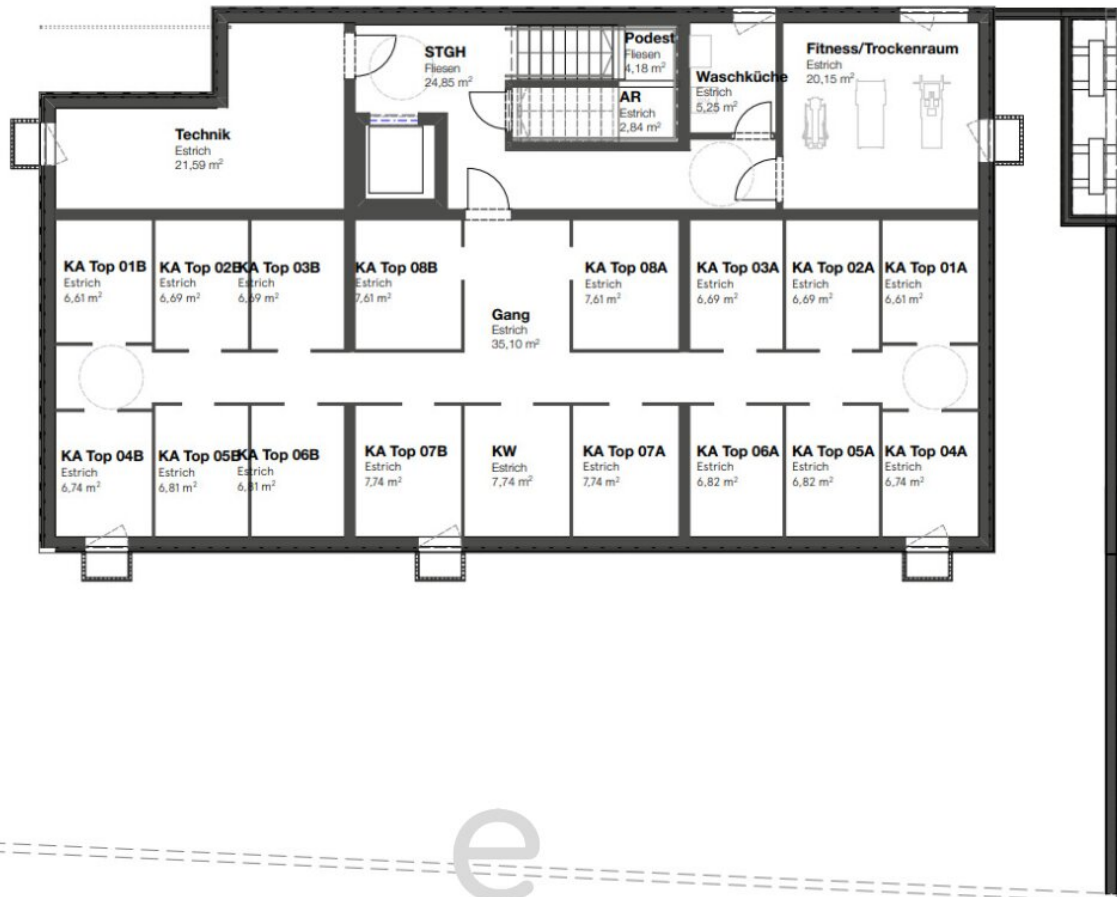 STGH
Fliesen
24,85 m²
Podest
Fliesen
4,18 m²
AR
Estrich
2,84 m²
Waschküche
Estrich
5,25 m²
Fitness/Trockenraum
Estrich
20,15 m²
Technik
Estrich
21,59 m²
KA Top 01B
Estrich
6,61 m²
KA Top 02B
Estrich
6,69 m²
KA Top 03B
Estrich
6,69 m²
KA Top 08B
Estrich
7,61 m²
Gang
Estrich
35,10 m²
KA Top 08A
Estrich
7,61 m²
KA Top 03A
Estrich
6,69 m²
KA Top 02A
Estrich
6,69 m²
KA Top 01A
Estrich
6,61 m²
KA Top 04B
Estrich
6,74 m²
KA Top 05B
Estrich
6,81 m²
KA Top 06B
Estrich
6,81 m²
KA Top 07B
Estrich
7,74 m²
KW
Estrich
7,74 m²
KA Top 07A
Estrich
7,74 m²
KA Top 06A
Estrich
6,82 m²
KA Top 05A
Estrich
6,82 m²
KA Top 04A
Estrich
6,74 m²
e